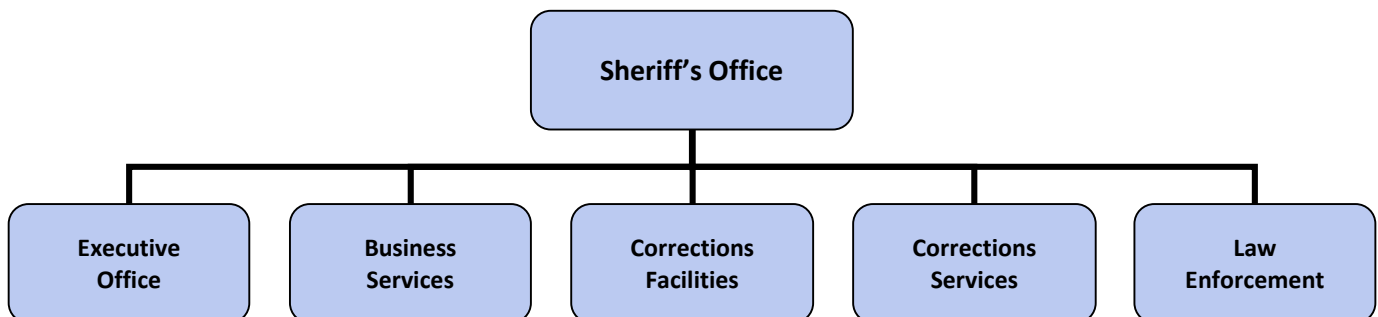 Sheriff’s Office
Executive
Office
Business
Services
Corrections
Facilities
Corrections
Services
Law
Enforcement